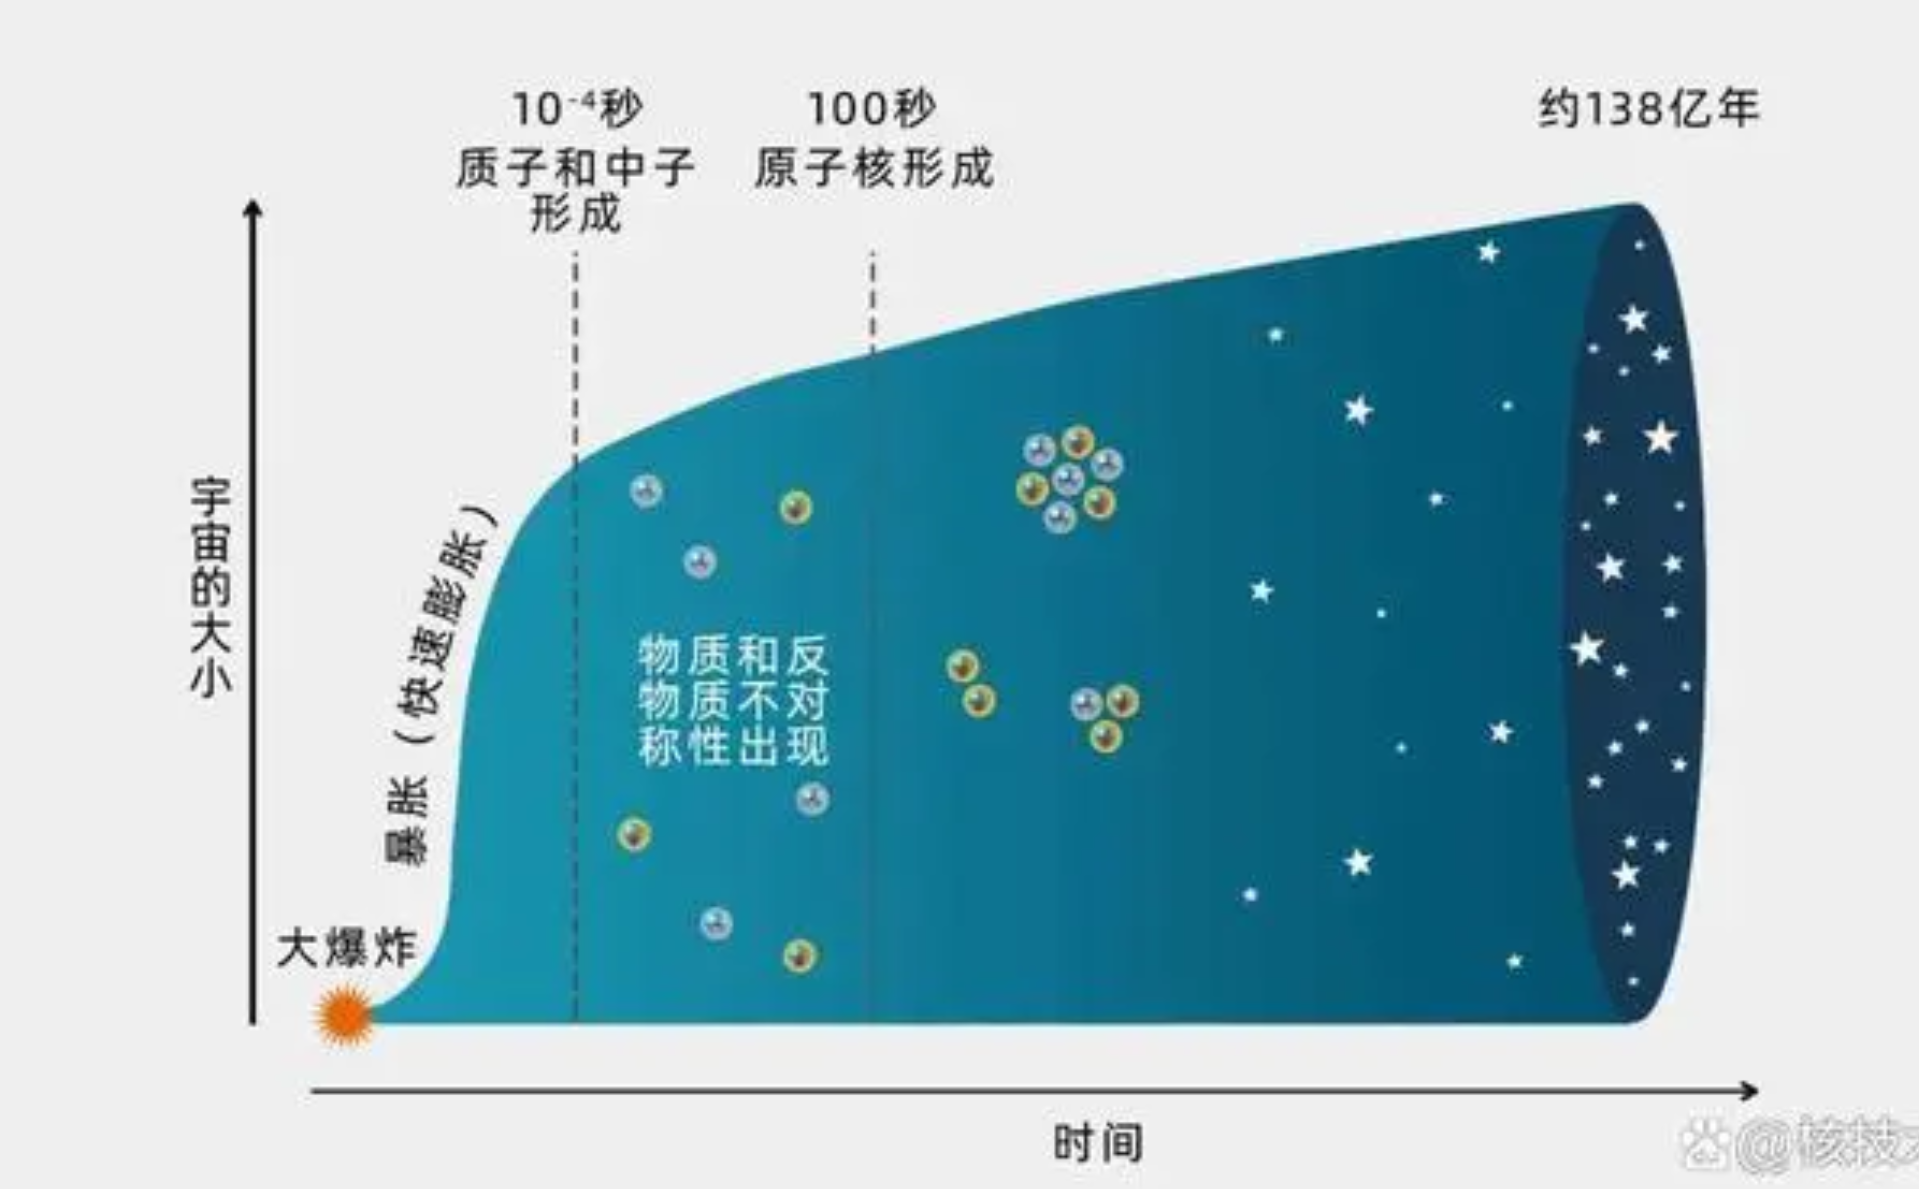 10⁻⁴秒
质子和中子
形成
100秒
原子核形成
约138亿年
宇宙的大小
暴胀（快速膨胀）
物质和反
物质不对
称性出现
大爆炸
时间
@核技